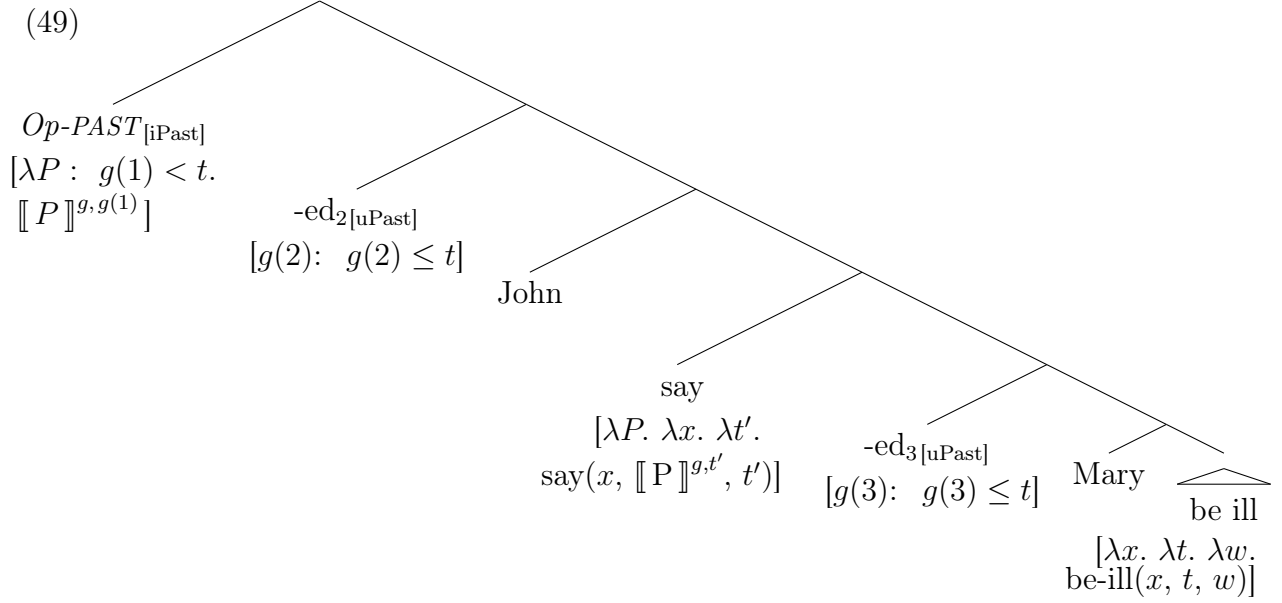 (49)
Op-PAST[iPast]
[λP : g(1) < t.
⟦ P ⟧^{g,g(1)}]
-ed₂[uPast]
[g(2): g(2) ≤ t]
John
say
[λP. λx. λt′.
say(x, ⟦ P ⟧^{g,t′}, t′)]
-ed₃[uPast]
[g(3): g(3) ≤ t]
Mary
be ill
[λx. λt. λw.
be-ill(x, t, w)]